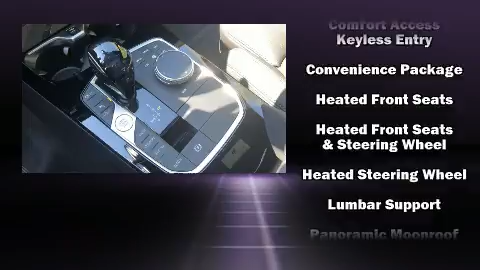 Comfort Access
Keyless Entry
Convenience Package
Heated Front Seats
Heated Front Seats
& Steering Wheel
Heated Steering Wheel
Lumbar Support
Panoramic Moonroof